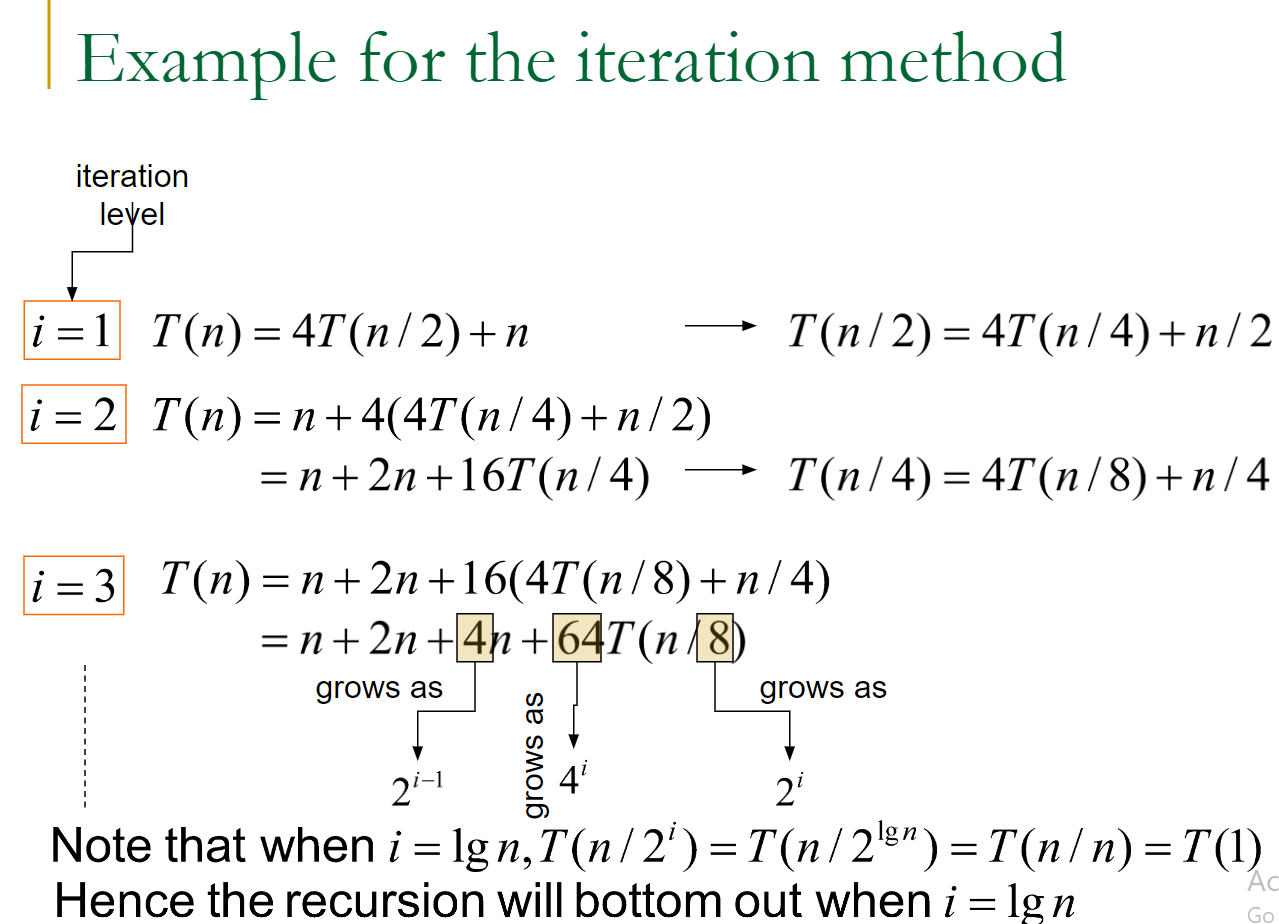 Example for the iteration method
iteration
level
i = 1 T(n) = 4T(n/2) + n → T(n/2) = 4T(n/4) + n/2
i = 2 T(n) = n + 4(4T(n/4) + n/2)
= n + 2n + 16T(n/4) → T(n/4) = 4T(n/8) + n/4
i = 3 T(n) = n + 2n + 16(4T(n/8) + n/4)
= n + 2n + 4n + 64T(n/8)
grows as grows as grows as
2^{i−1} 4^i 2^i
Note that when i = lg n, T(n/2^i) = T(n/2^{lg n}) = T(n/n) = T(1)
Hence the recursion will bottom out when i = lg n
Ac
Go